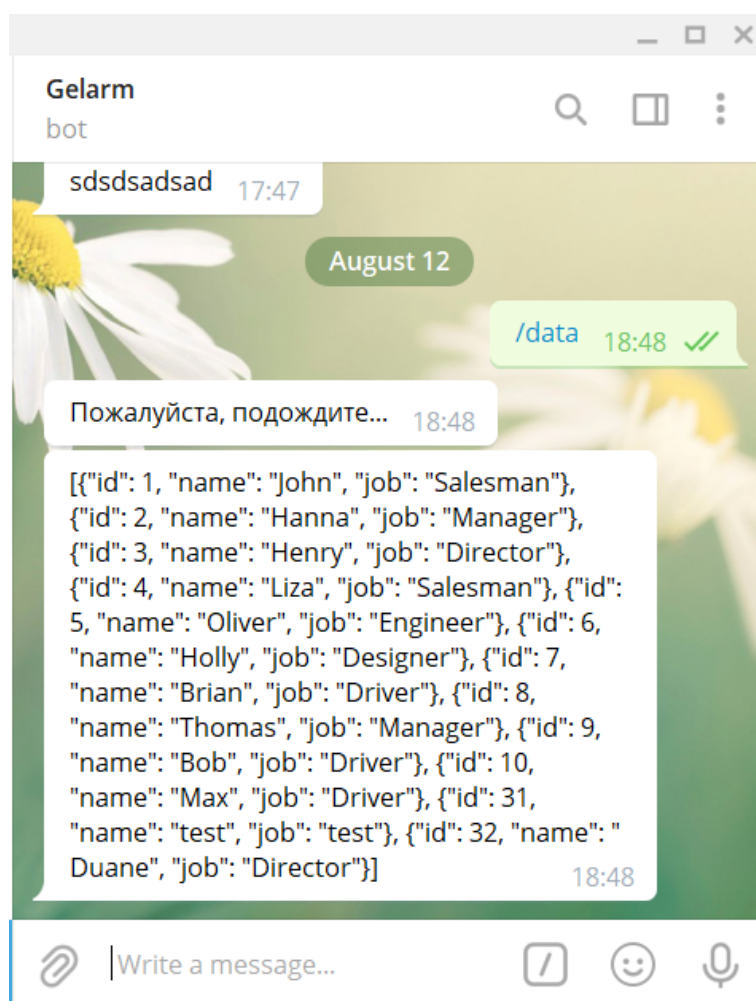 Gelarm
bot
sdsdsadsad 17:47
August 12
/data 18:48
Пожалуйста, подождите... 18:48
[{"id": 1, "name": "John", "job": "Salesman"},
{"id": 2, "name": "Hanna", "job": "Manager"},
{"id": 3, "name": "Henry", "job": "Director"},
{"id": 4, "name": "Liza", "job": "Salesman"}, {"id":
5, "name": "Oliver", "job": "Engineer"}, {"id": 6,
"name": "Holly", "job": "Designer"}, {"id": 7,
"name": "Brian", "job": "Driver"}, {"id": 8,
"name": "Thomas", "job": "Manager"}, {"id": 9,
"name": "Bob", "job": "Driver"}, {"id": 10,
"name": "Max", "job": "Driver"}, {"id": 31,
"name": "test", "job": "test"}, {"id": 32, "name": "
Duane", "job": "Director"}]
18:48
Write a message...